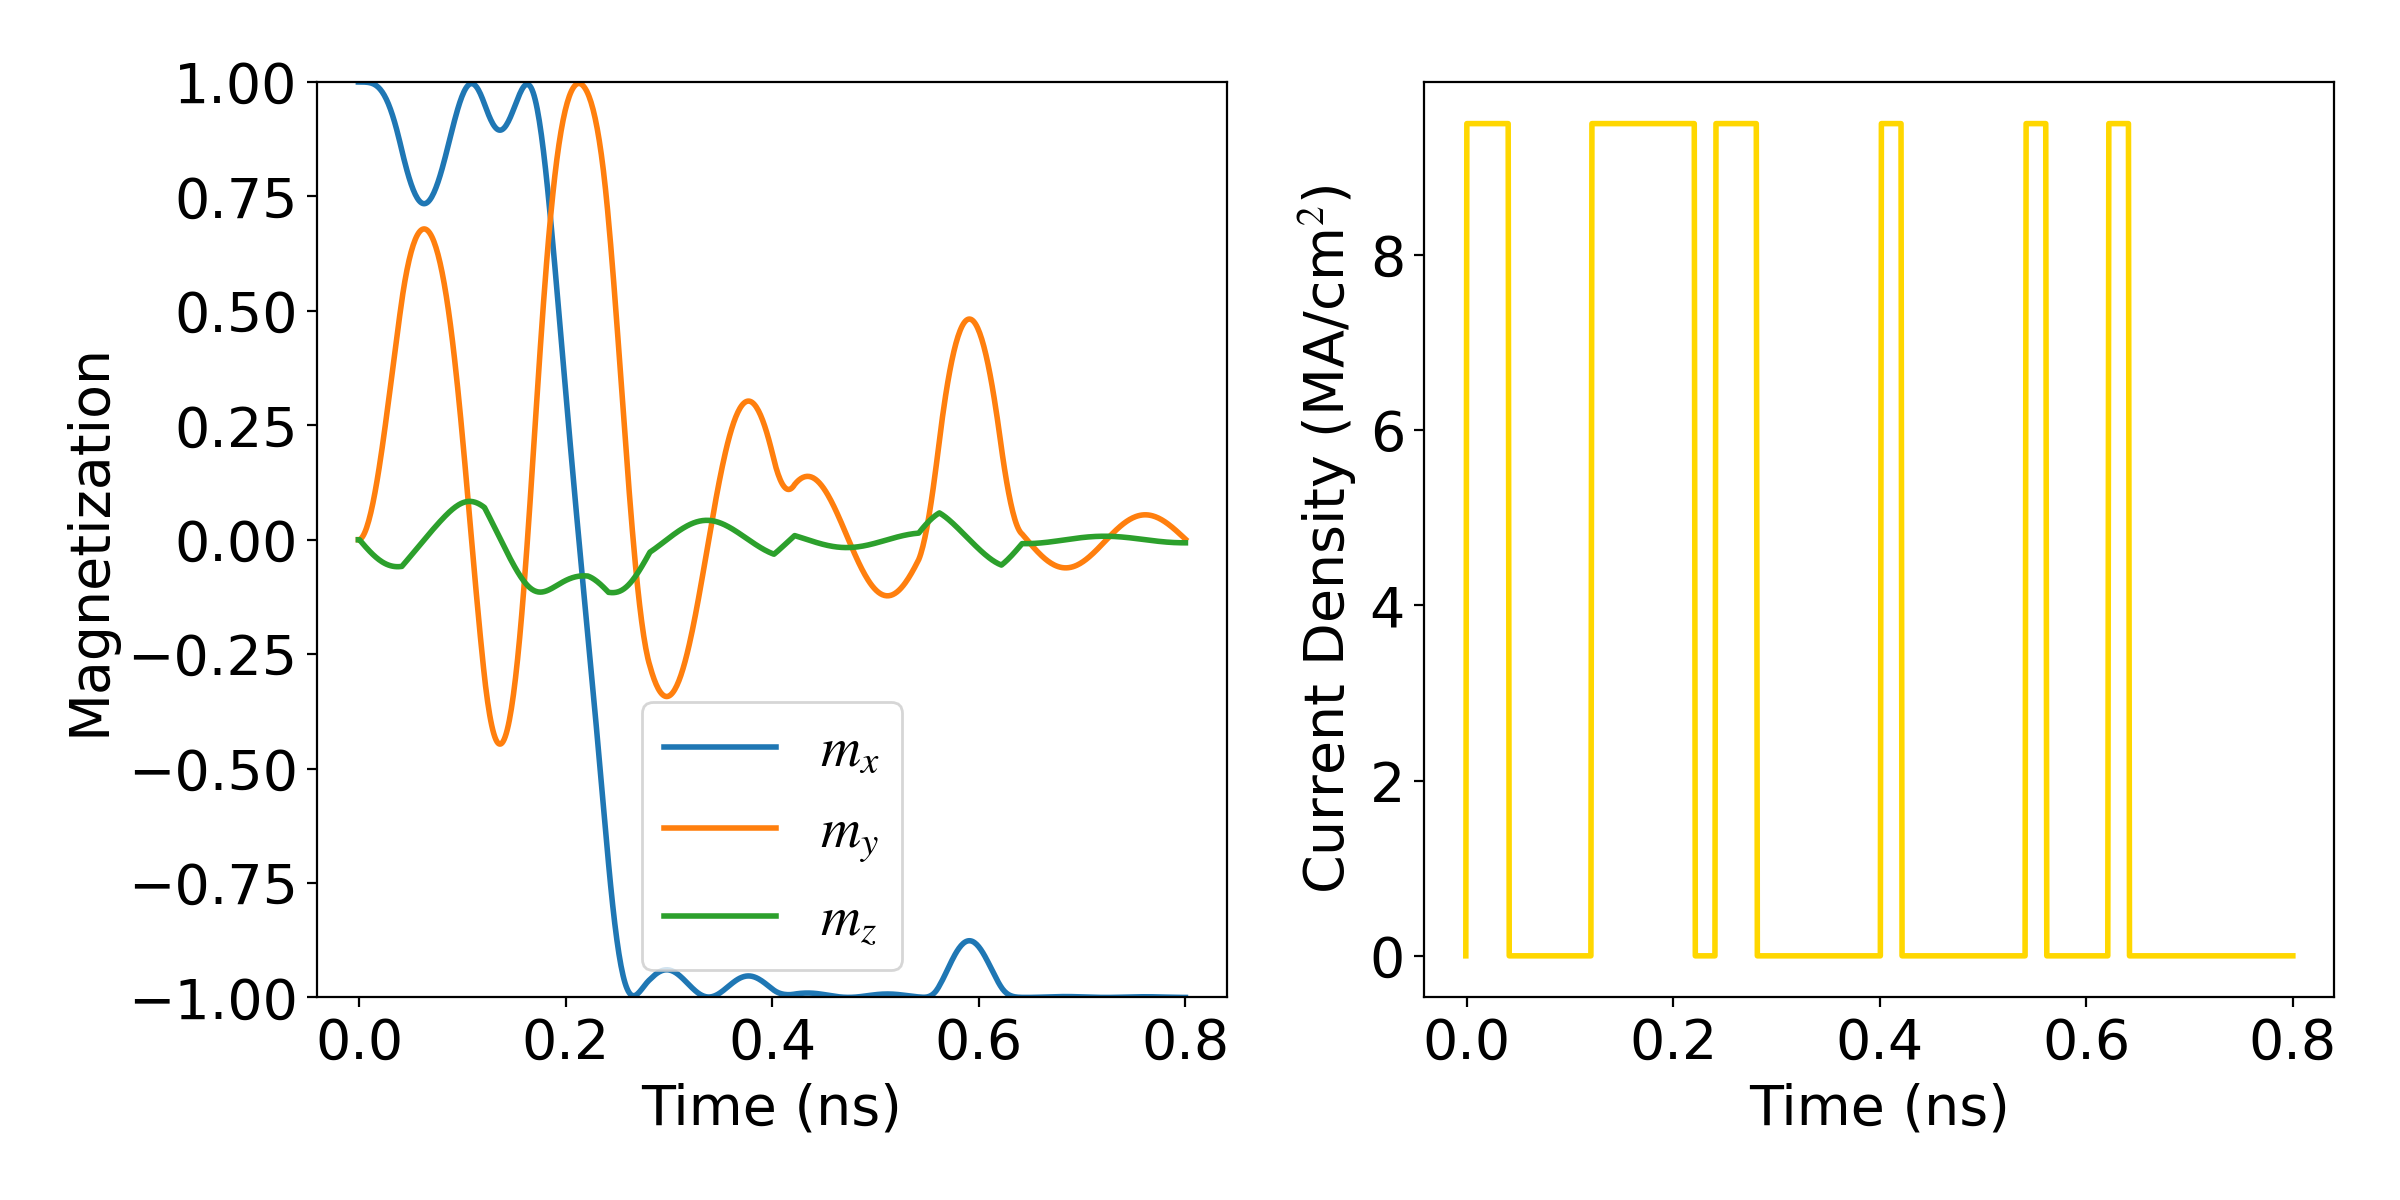 1.00
0.75
0.50
0.25
0.00
−0.25
−0.50
−0.75
−1.00
Magnetization
0.0 0.2 0.4 0.6 0.8
Time (ns)
mₓ
m_y
m_z
8
6
4
2
0
Current Density (MA/cm²)
0.0 0.2 0.4 0.6 0.8
Time (ns)